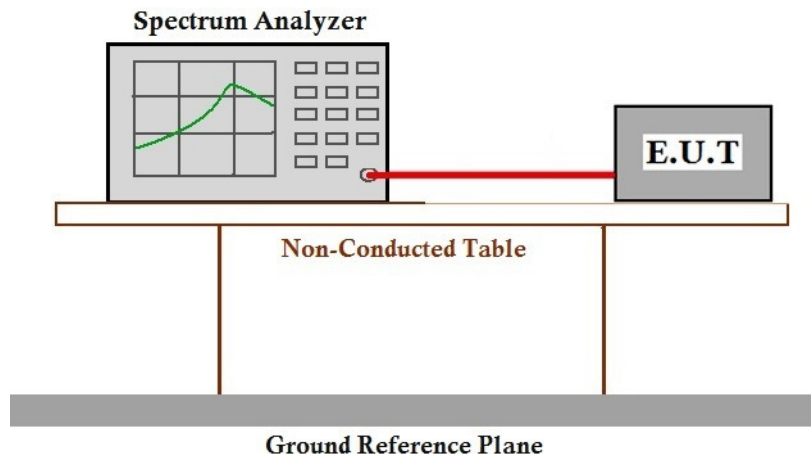 Spectrum Analyzer
E.U.T
Non-Conducted Table
Ground Reference Plane